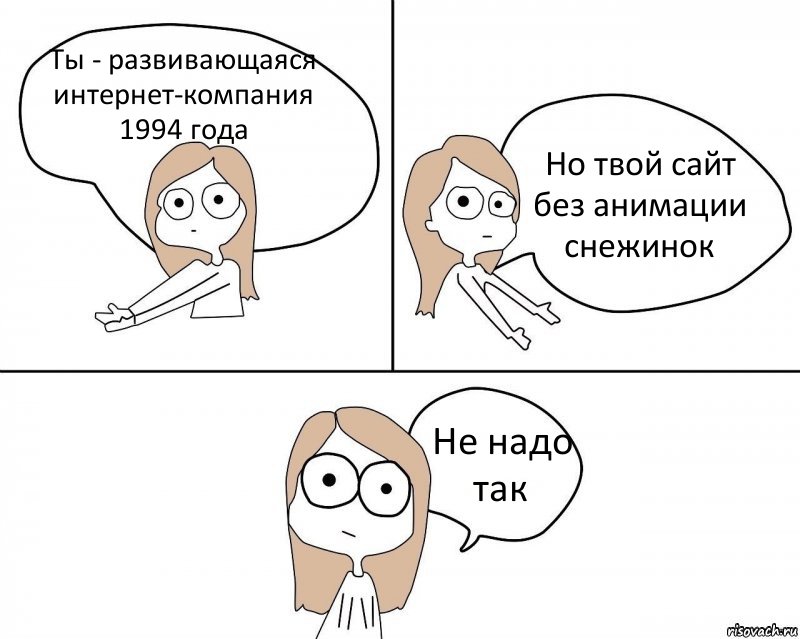 Ты - развивающаяся
интернет-компания
1994 года
Но твой сайт
без анимации
снежинок
Не надо
так
risovach.ru